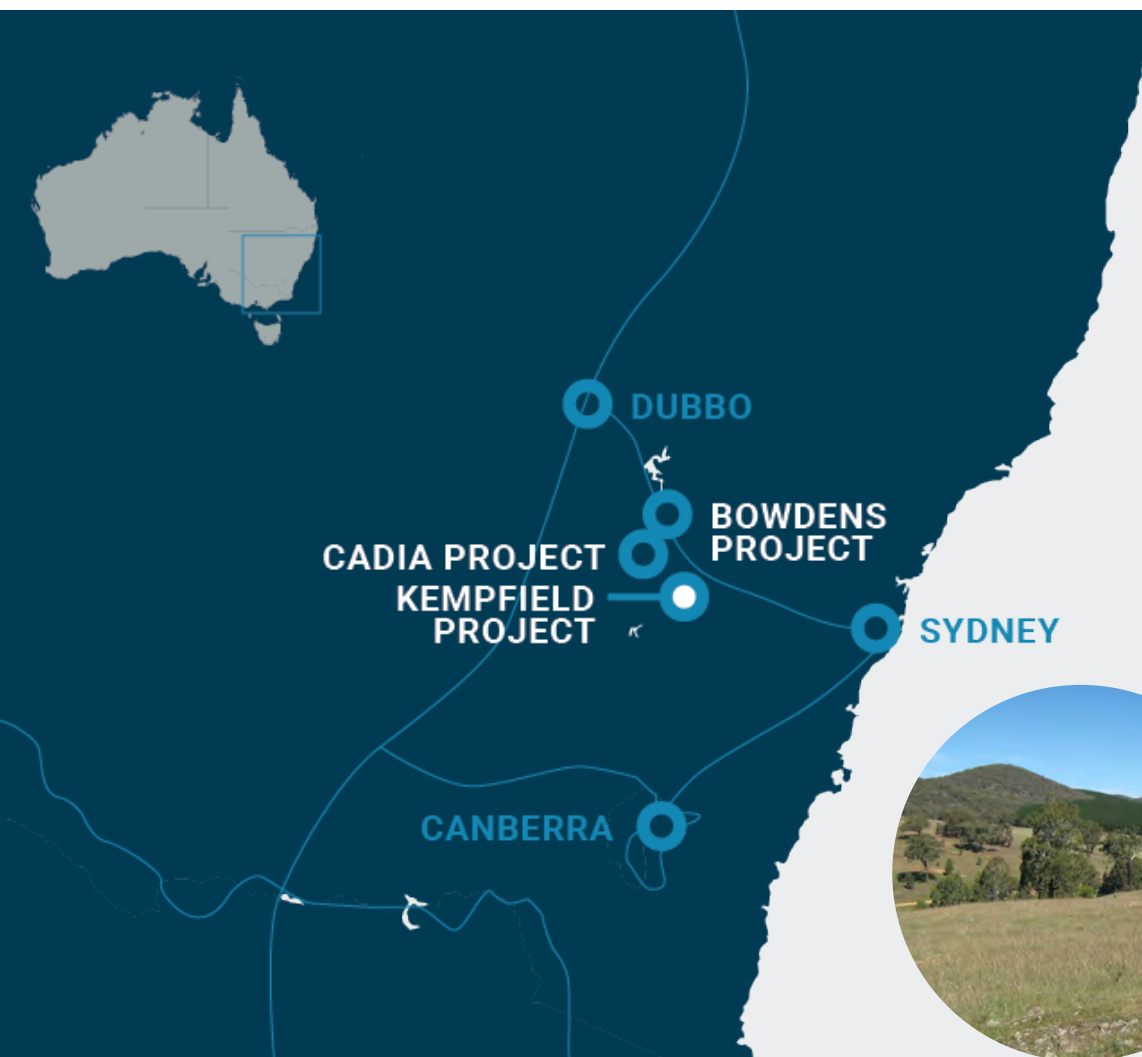 DUBBO
BOWDENS
PROJECT
CADIA PROJECT
KEMPFIELD
PROJECT
SYDNEY
CANBERRA